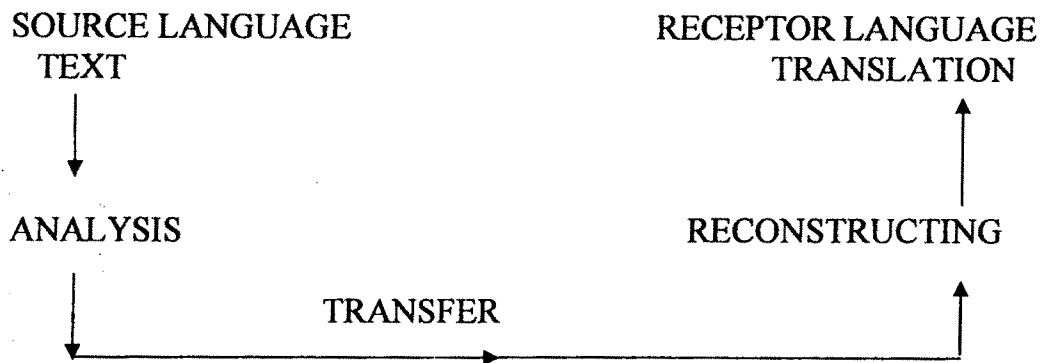 SOURCE LANGUAGE
TEXT
RECEPTOR LANGUAGE
TRANSLATION
ANALYSIS
RECONSTRUCTING
TRANSFER